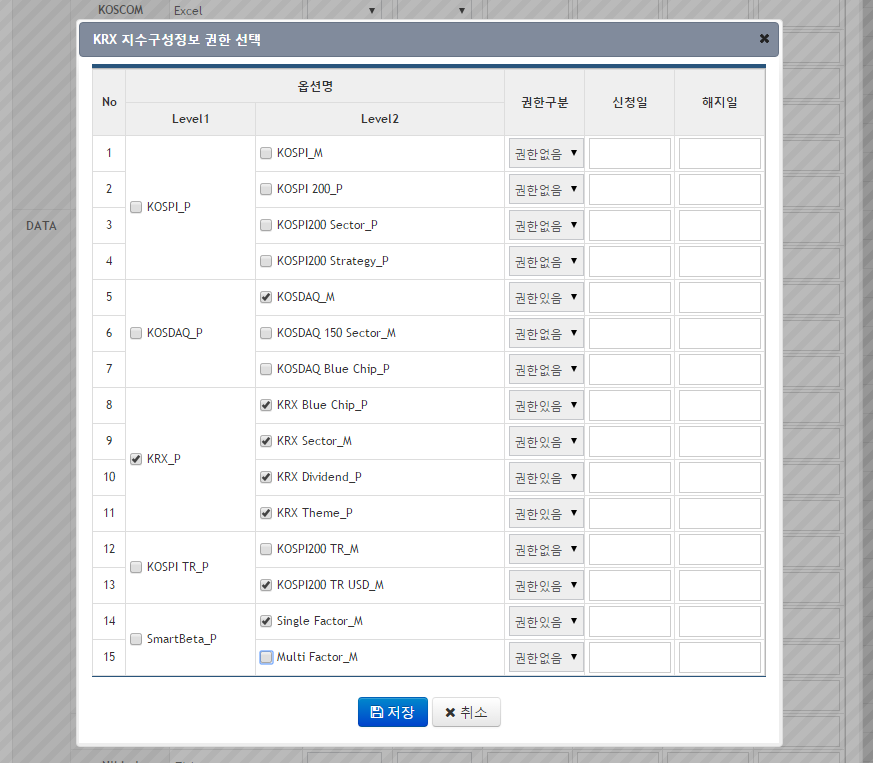 KOSCOM Excel
KRX 지수구성정보 권한 선택
No 옵션명 권한구분 신청일 해지일
Level1 Level2
1 KOSPI_P KOSPI_M 권한없음
2 KOSPI 200_P 권한없음
3 KOSPI200 Sector_P 권한없음
4 KOSPI200 Strategy_P 권한없음
5 KOSDAQ_P KOSDAQ_M 권한있음
6 KOSDAQ 150 Sector_M 권한없음
7 KOSDAQ Blue Chip_P 권한없음
8 KRX_P KRX Blue Chip_P 권한있음
9 KRX Sector_M 권한있음
10 KRX Dividend_P 권한있음
11 KRX Theme_P 권한있음
12 KOSPI TR_P KOSPI200 TR_M 권한없음
13 KOSPI200 TR USD_M 권한있음
14 SmartBeta_P Single Factor_M 권한있음
15 Multi Factor_M 권한없음
DATA
저장 취소